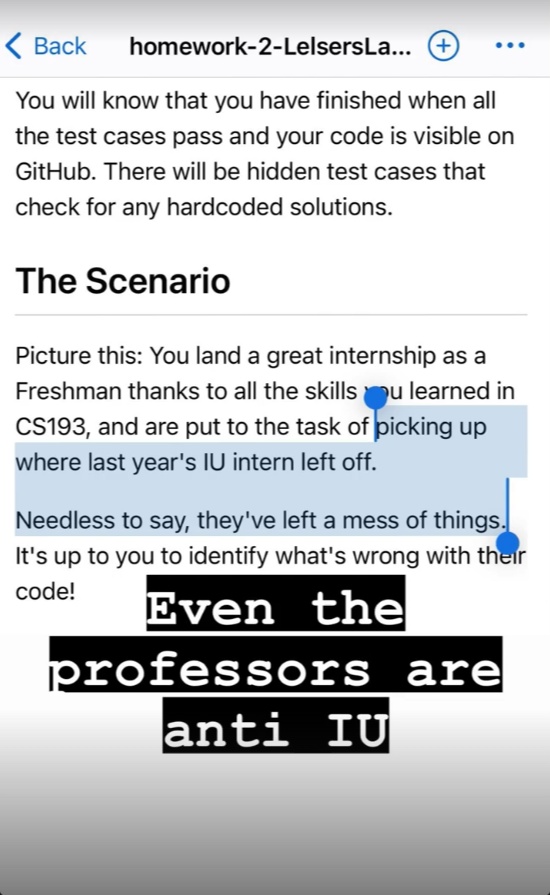 Back
homework-2-LelsersLa...
You will know that you have finished when all
the test cases pass and your code is visible on
GitHub. There will be hidden test cases that
check for any hardcoded solutions.
The Scenario
Picture this: You land a great internship as a
Freshman thanks to all the skills you learned in
CS193, and are put to the task of picking up
where last year's IU intern left off.
Needless to say, they've left a mess of things.
It's up to you to identify what's wrong with their
code!
Even the
professors are
anti IU